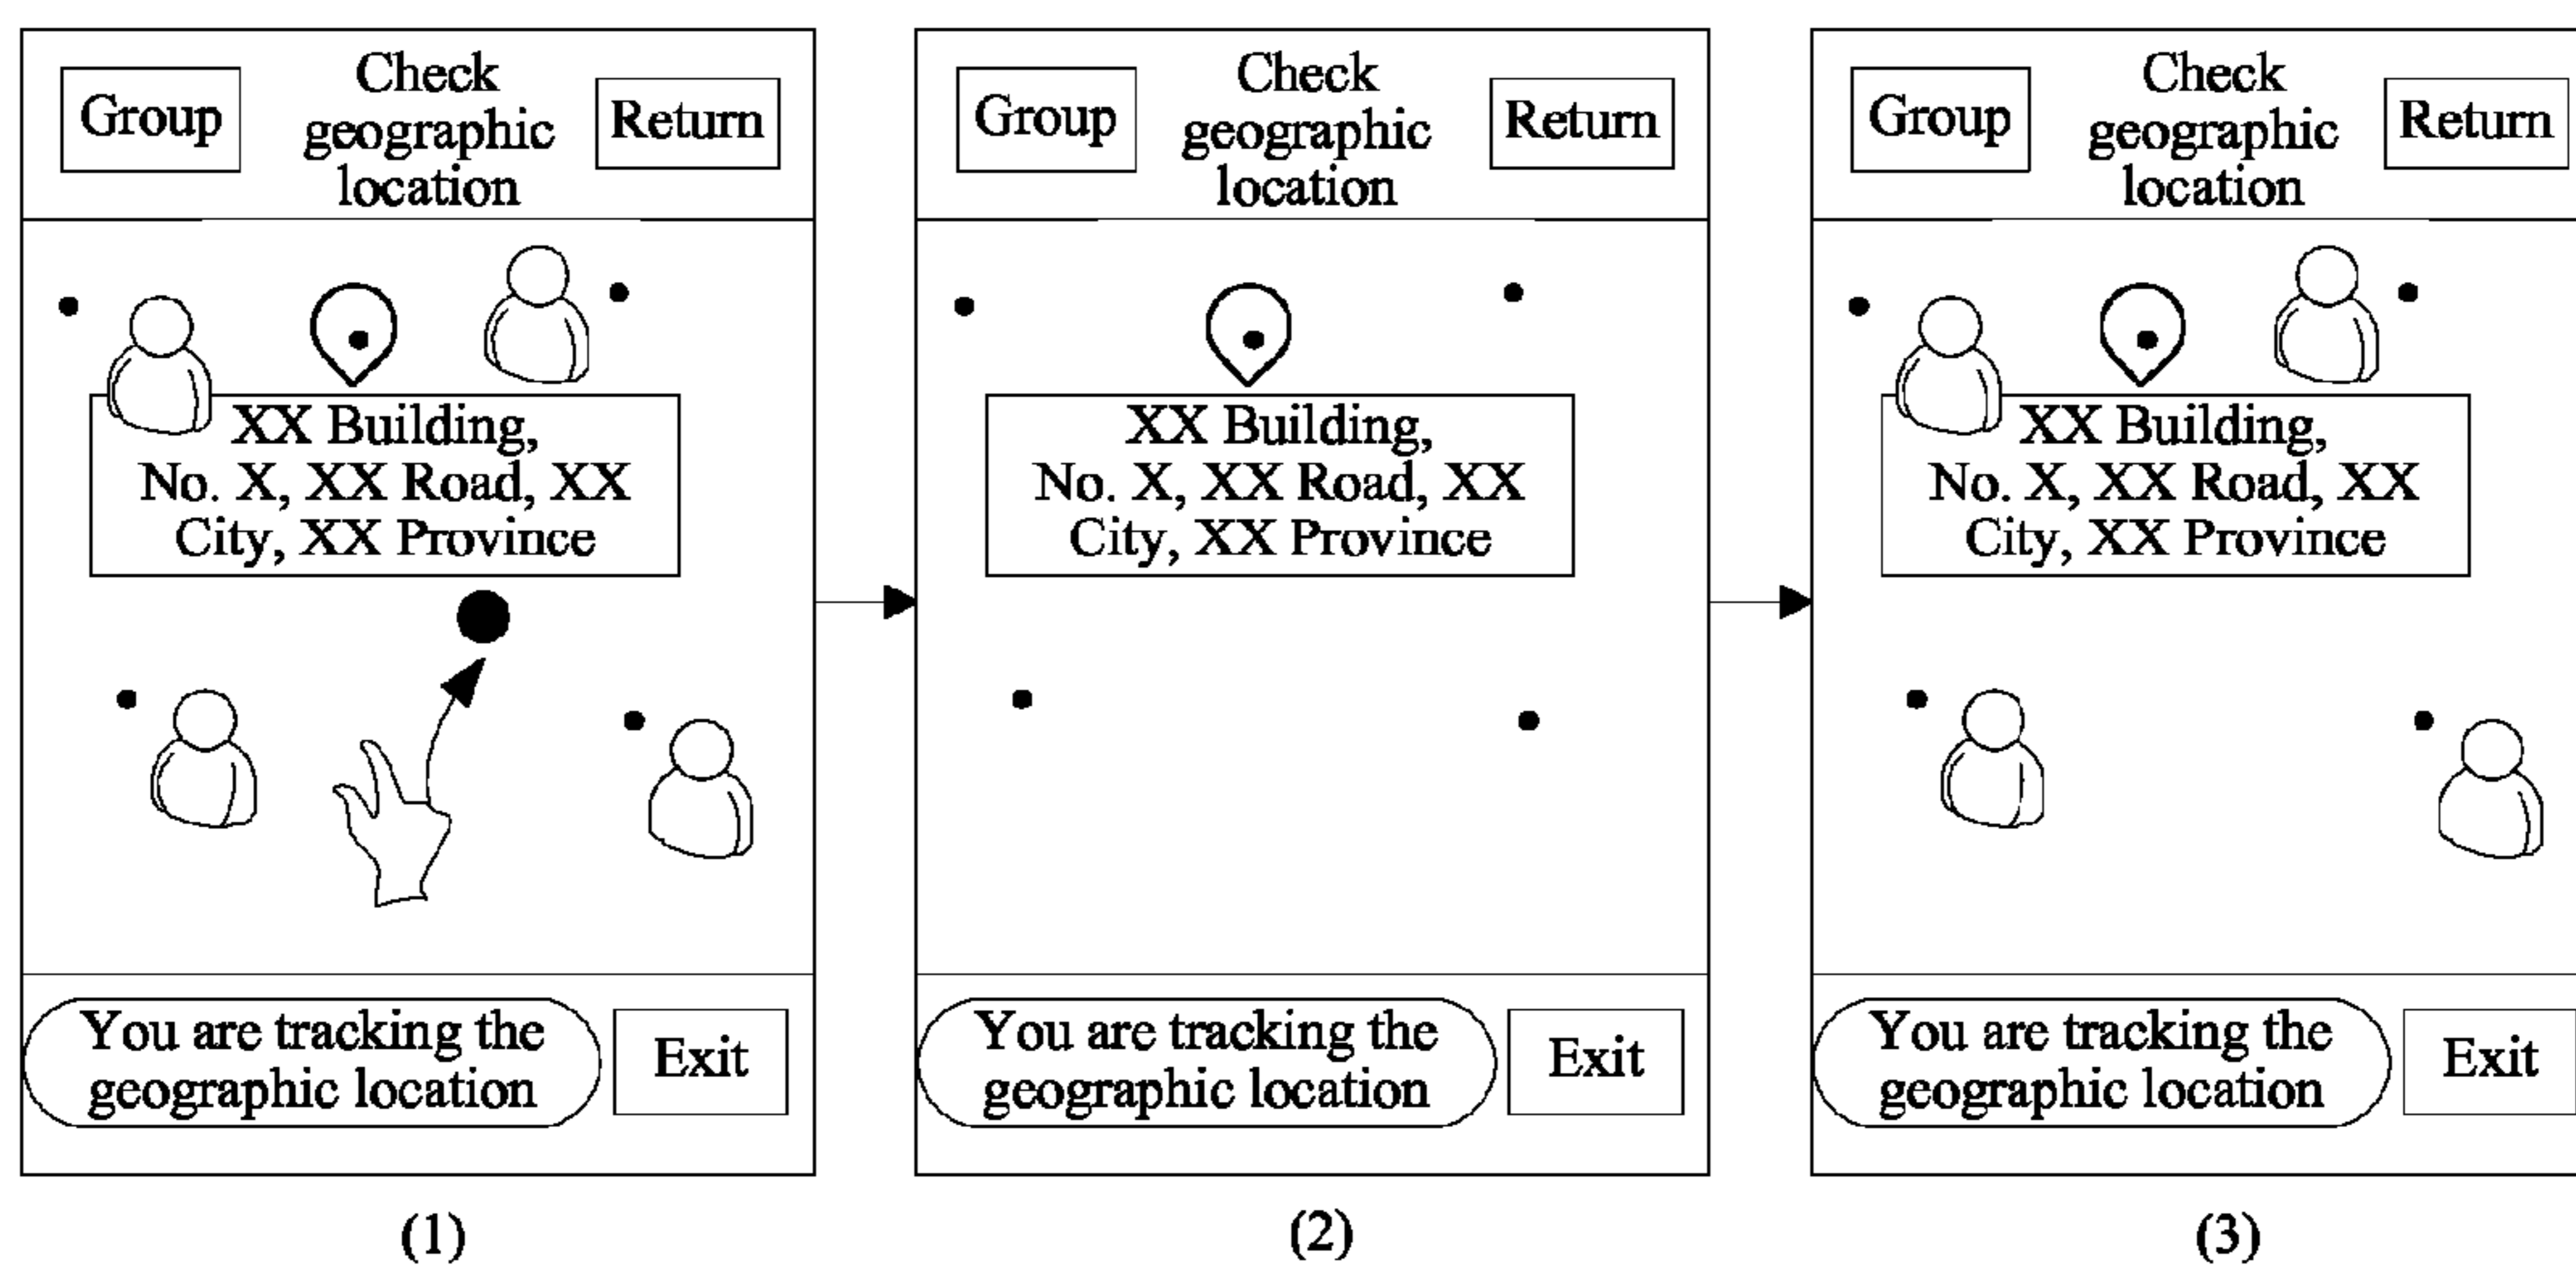 Group
Check
geographic
location
Return
XX Building,
No. X, XX Road, XX
City, XX Province
You are tracking the
geographic location
Exit
(1)
Group
Check
geographic
location
Return
XX Building,
No. X, XX Road, XX
City, XX Province
You are tracking the
geographic location
Exit
(2)
Group
Check
geographic
location
Return
XX Building,
No. X, XX Road, XX
City, XX Province
You are tracking the
geographic location
Exit
(3)